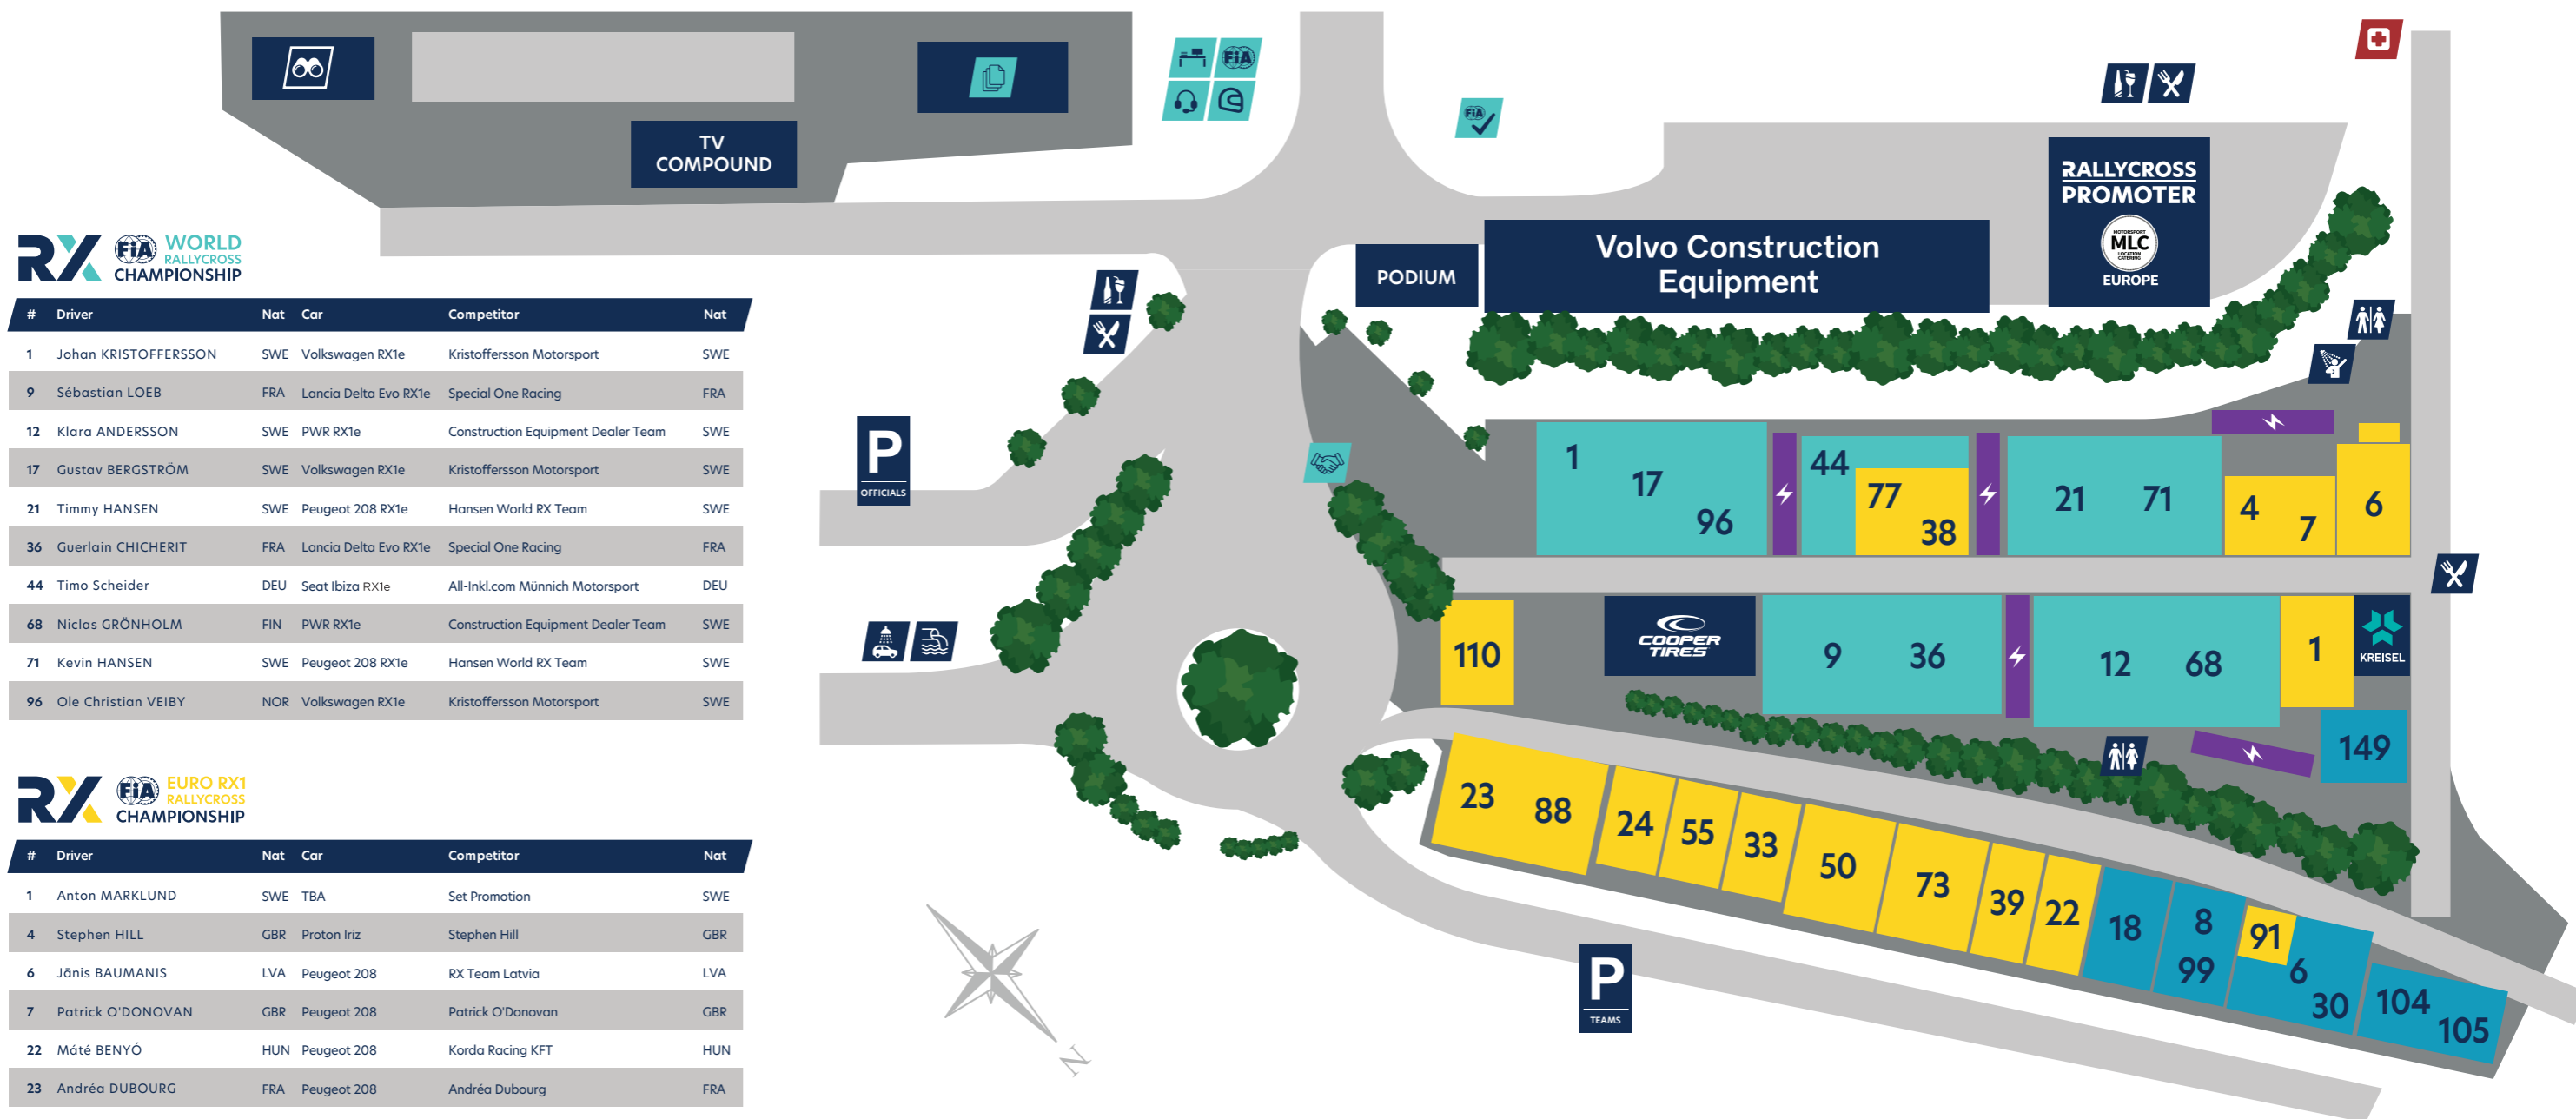 TV
COMPOUND
FiA
FiA
RALLYCROSS
PROMOTER
MOTORSPORT
MLC
LOCATION
CATERING
EUROPE
Volvo Construction
Equipment
PODIUM
P
OFFICIALS
RX FiA WORLD
RALLYCROSS
CHAMPIONSHIP
# Driver Nat Car Competitor Nat
1 Johan KRISTOFFERSSON SWE Volkswagen RX1e Kristoffersson Motorsport SWE
9 Sébastian LOEB FRA Lancia Delta Evo RX1e Special One Racing FRA
12 Klara ANDERSSON SWE PWR RX1e Construction Equipment Dealer Team SWE
17 Gustav BERGSTRÖM SWE Volkswagen RX1e Kristoffersson Motorsport SWE
21 Timmy HANSEN SWE Peugeot 208 RX1e Hansen World RX Team SWE
36 Guerlain CHICHERIT FRA Lancia Delta Evo RX1e Special One Racing FRA
44 Timo Scheider DEU Seat Ibiza RX1e All-Inkl.com Münnich Motorsport DEU
68 Niclas GRÖNHOLM FIN PWR RX1e Construction Equipment Dealer Team SWE
71 Kevin HANSEN SWE Peugeot 208 RX1e Hansen World RX Team SWE
96 Ole Christian VEIBY NOR Volkswagen RX1e Kristoffersson Motorsport SWE
RX FiA EURO RX1
RALLYCROSS
CHAMPIONSHIP
# Driver Nat Car Competitor Nat
1 Anton MARKLUND SWE TBA Set Promotion SWE
4 Stephen HILL GBR Proton Iriz Stephen Hill GBR
6 Jānis BAUMANIS LVA Peugeot 208 RX Team Latvia LVA
7 Patrick O'DONOVAN GBR Peugeot 208 Patrick O'Donovan GBR
22 Máté BENYÓ HUN Peugeot 208 Korda Racing KFT HUN
23 Andréa DUBOURG FRA Peugeot 208 Andréa Dubourg FRA
1 17 96
44 77 38
21 71
4 7
6
110
COOPER
TIRES
9 36
12 68
1
KREISEL
149
23 88
24
55
33
50
73
39
22
18
8
99
91
6
30
104
105
P
TEAMS
N